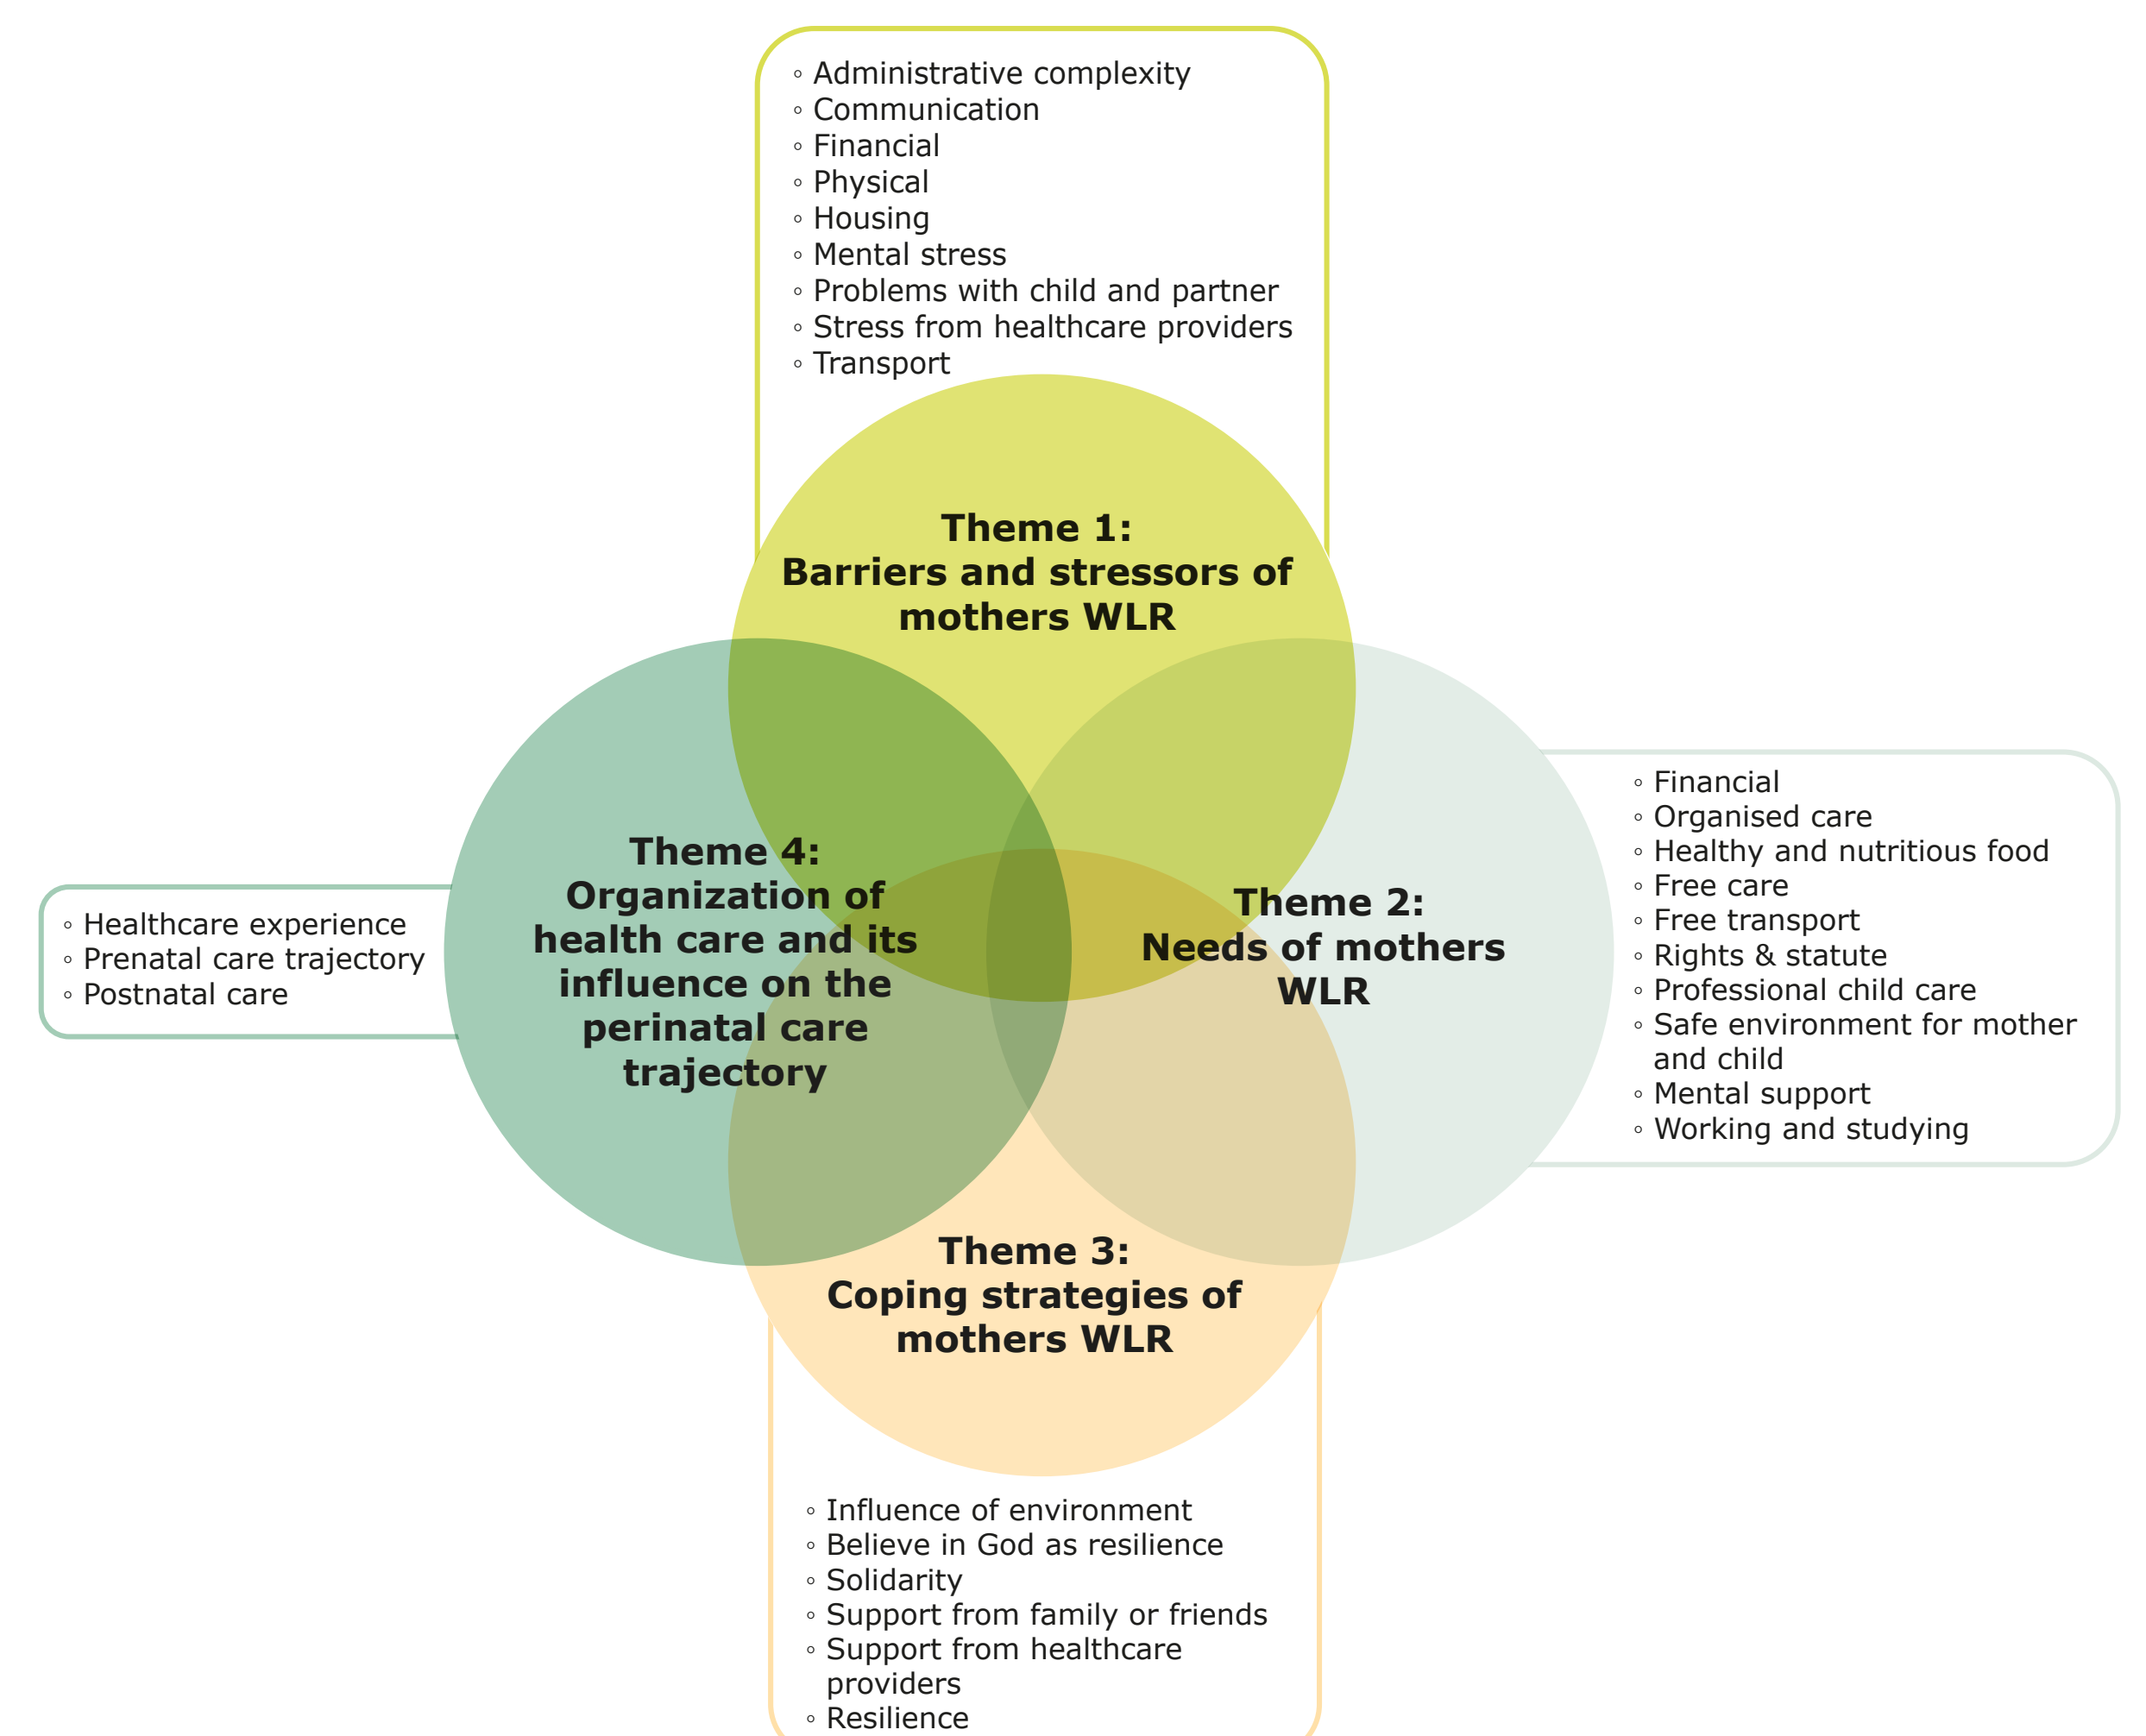 ◦ Administrative complexity
◦ Communication
◦ Financial
◦ Physical
◦ Housing
◦ Mental stress
◦ Problems with child and partner
◦ Stress from healthcare providers
◦ Transport
Theme 1:
Barriers and stressors of
mothers WLR
Theme 4:
Organization of
health care and its
influence on the
perinatal care
trajectory
◦ Healthcare experience
◦ Prenatal care trajectory
◦ Postnatal care
Theme 2:
Needs of mothers
WLR
◦ Financial
◦ Organised care
◦ Healthy and nutritious food
◦ Free care
◦ Free transport
◦ Rights & statute
◦ Professional child care
◦ Safe environment for mother
and child
◦ Mental support
◦ Working and studying
Theme 3:
Coping strategies of
mothers WLR
◦ Influence of environment
◦ Believe in God as resilience
◦ Solidarity
◦ Support from family or friends
◦ Support from healthcare
providers
◦ Resilience